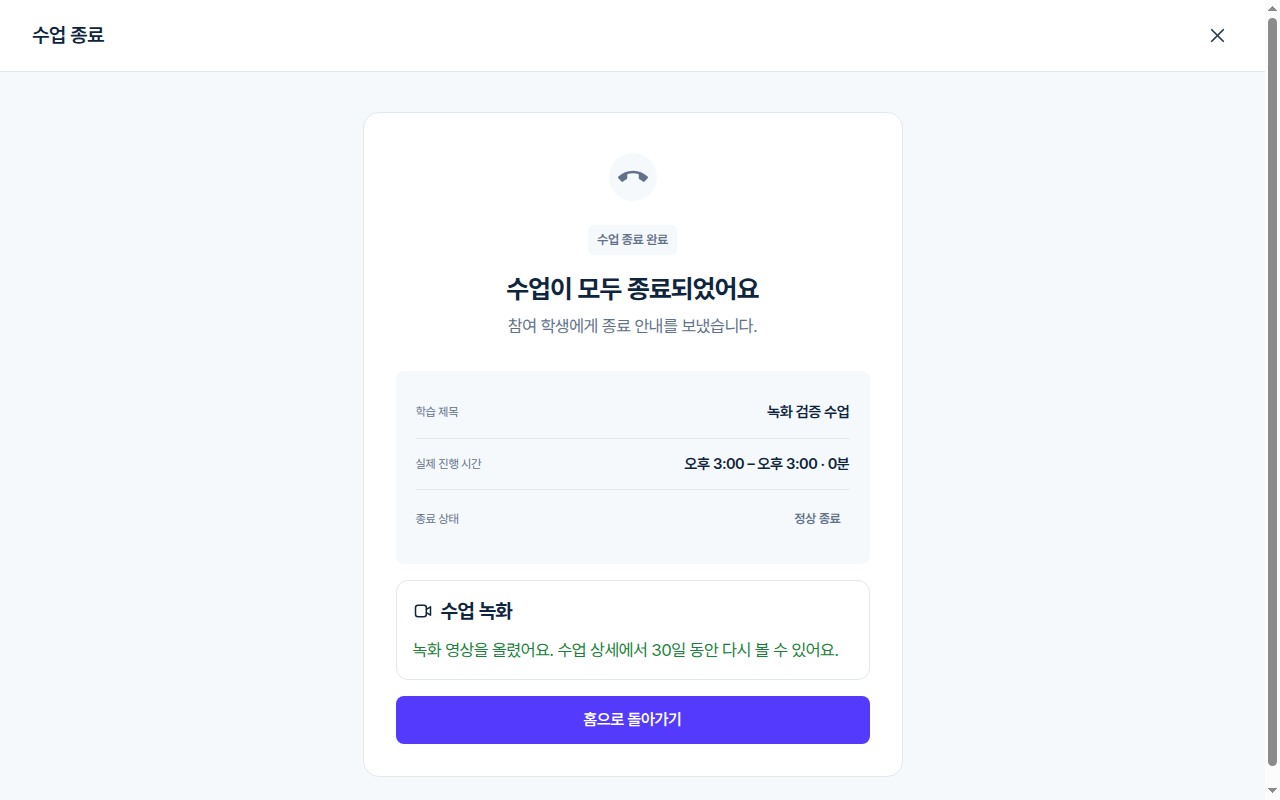 수업 종료
수업 종료 완료
수업이 모두 종료되었어요
참여 학생에게 종료 안내를 보냈습니다.
학습 제목
녹화 검증 수업
실제 진행 시간
오후 3:00 – 오후 3:00 · 0분
종료 상태
정상 종료
수업 녹화
녹화 영상을 올렸어요. 수업 상세에서 30일 동안 다시 볼 수 있어요.
홈으로 돌아가기